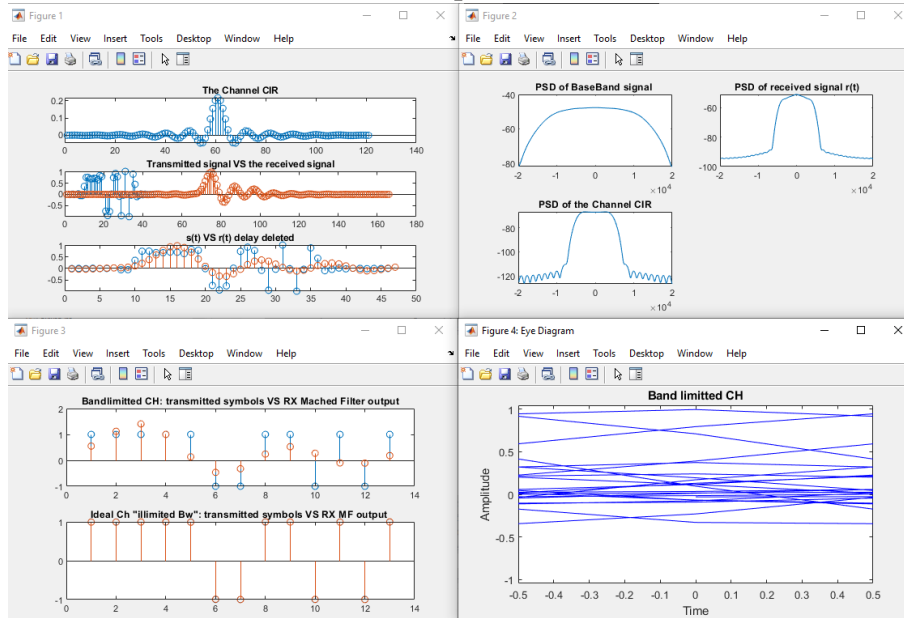 Figure 1
File Edit View Insert Tools Desktop Window Help
The Channel CIR
0.2
0.1
0
0 20 40 60 80 100 120 140
Transmitted signal VS the received signal
1
0.5
0
-0.5
0 20 40 60 80 100 120 140 160 180
s(t) VS r(t) delay deleted
1
0.5
0
-0.5
0 5 10 15 20 25 30 35 40 45 50
Figure 2
File Edit View Insert Tools Desktop Window Help
PSD of BaseBand signal
-40
-60
-80
-2 -1 0 1 2
×10^4
PSD of received signal r(t)
-60
-80
-100
-2 -1 0 1 2
×10^4
PSD of the Channel CIR
-80
-100
-120
-2 -1 0 1 2
×10^4
Figure 3
File Edit View Insert Tools Desktop Window Help
Bandlimitted CH: transmitted symbols VS RX Mached Filter output
2
1
0
-1
0 2 4 6 8 10 12 14
Ideal Ch "illimited Bw": transmitted symbols VS RX MF output
1
0
-1
0 2 4 6 8 10 12 14
Figure 4: Eye Diagram
File Edit View Insert Tools Desktop Window Help
Band limitted CH
1
0.5
0
-0.5
-1
Amplitude
-0.5 -0.4 -0.3 -0.2 -0.1 0 0.1 0.2 0.3 0.4 0.5
Time